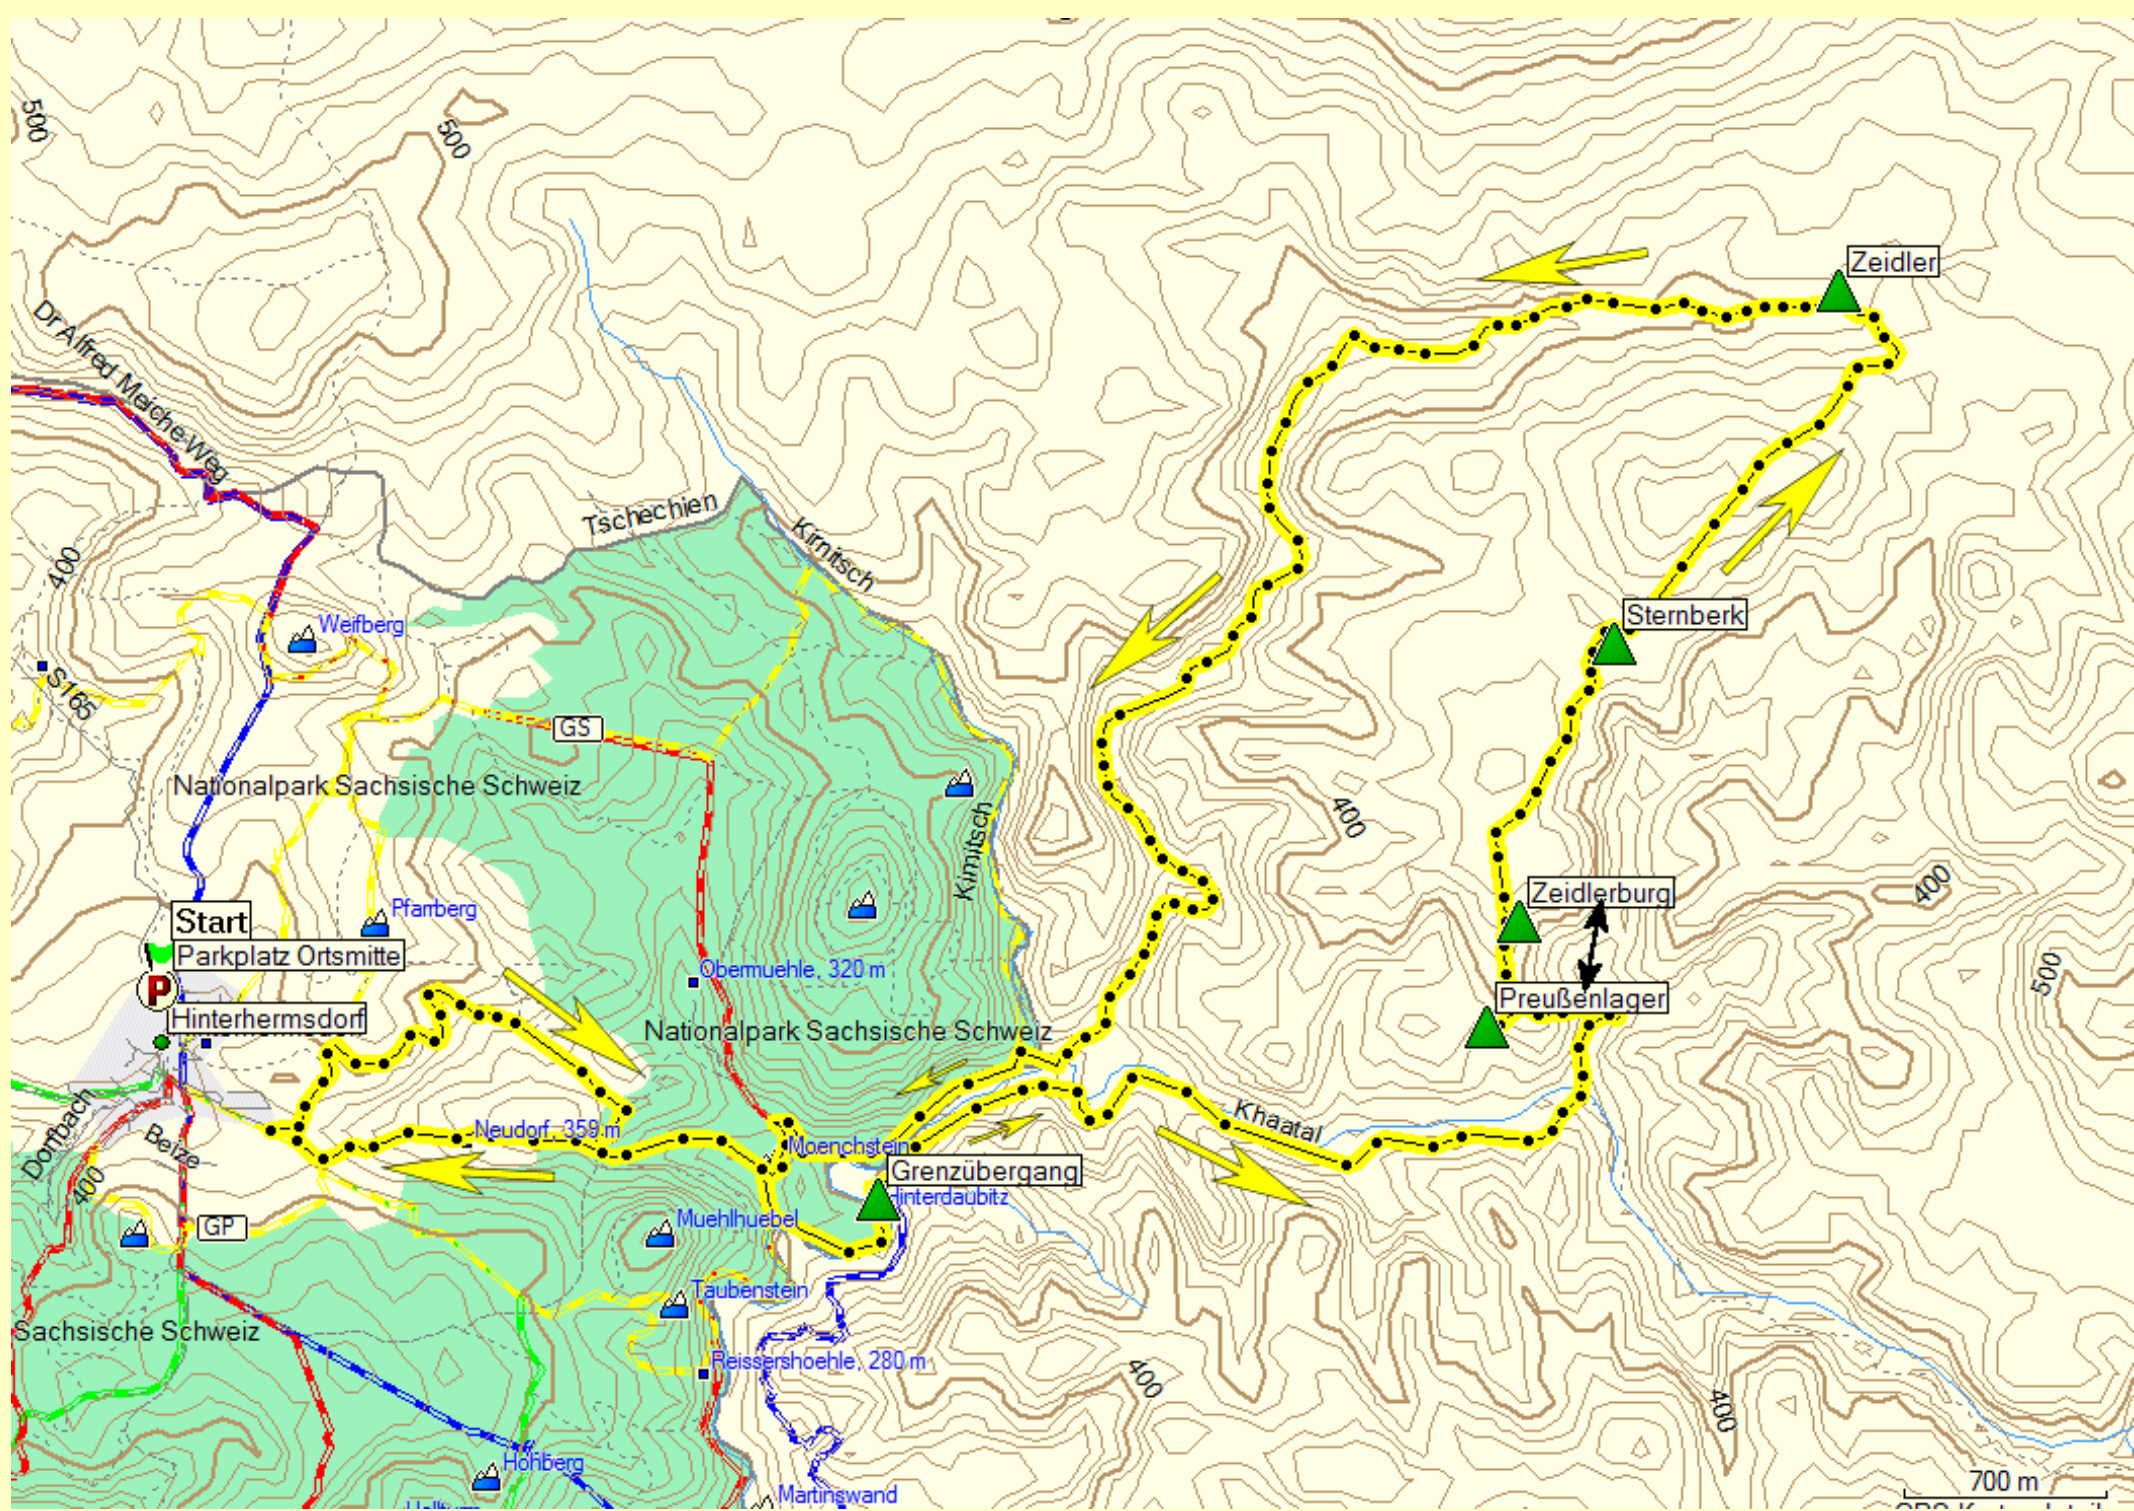 500
500
Zeidler
Dr Alfred Meiche-Weg
Tschechien
Kirnitsch
400
Weifberg
Sternberk
S165
GS
Nationalpark Sachsische Schweiz
Kirnitsch
400
Zeidlerburg
400
Pfarrberg
Start
Parkplatz Ortsmitte
P
Obermuehle, 320 m
500
Preußenlager
Hinterhermsdorf
Nationalpark Sachsische Schweiz
Khaatal
Dorfbach
Beize
Neudorf, 359 m
Moenchstein
Grenzübergang
Hinterdaubitz
400
GP
Muehlhuebel
Taubenstein
Sachsische Schweiz
Reissershoehle, 280 m
400
400
Hohberg
700 m
Martinswand